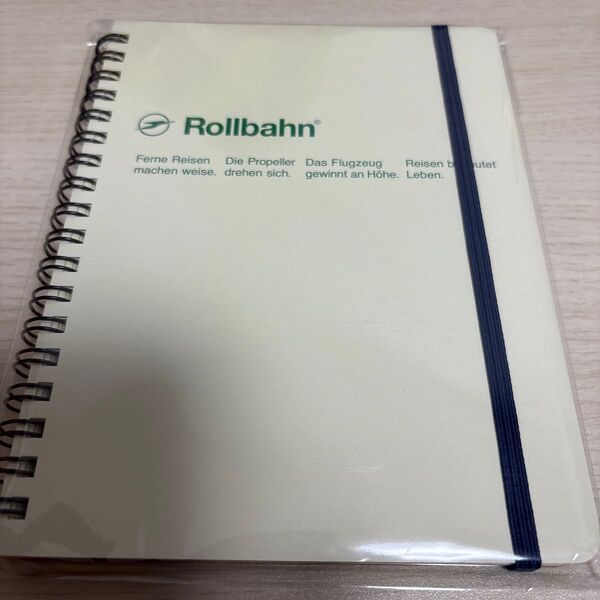 Rollbahn®
Ferne Reisen machen weise.
Die Propeller drehen sich.
Das Flugzeug gewinnt an Höhe.
Reisen Leben.